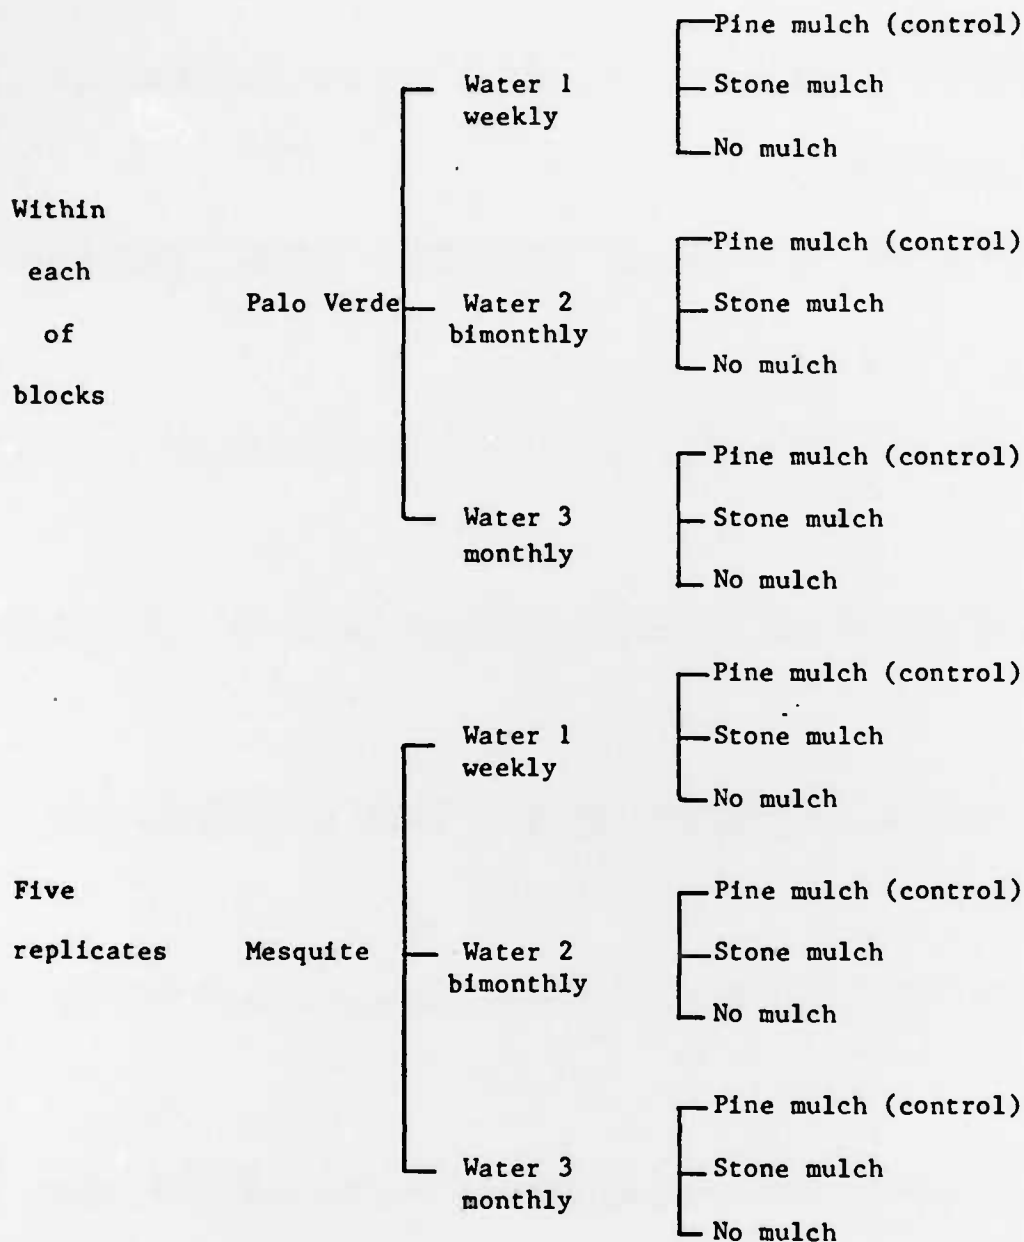 Pine mulch (control)
Water 1
weekly
Stone mulch
No mulch
Within
each
of
blocks
Palo Verde
Pine mulch (control)
Water 2
bimonthly
Stone mulch
No mulch
Pine mulch (control)
Water 3
monthly
Stone mulch
No mulch
Five
replicates
Mesquite
Pine mulch (control)
Water 1
weekly
Stone mulch
No mulch
Pine mulch (control)
Water 2
bimonthly
Stone mulch
No mulch
Pine mulch (control)
Water 3
monthly
Stone mulch
No mulch